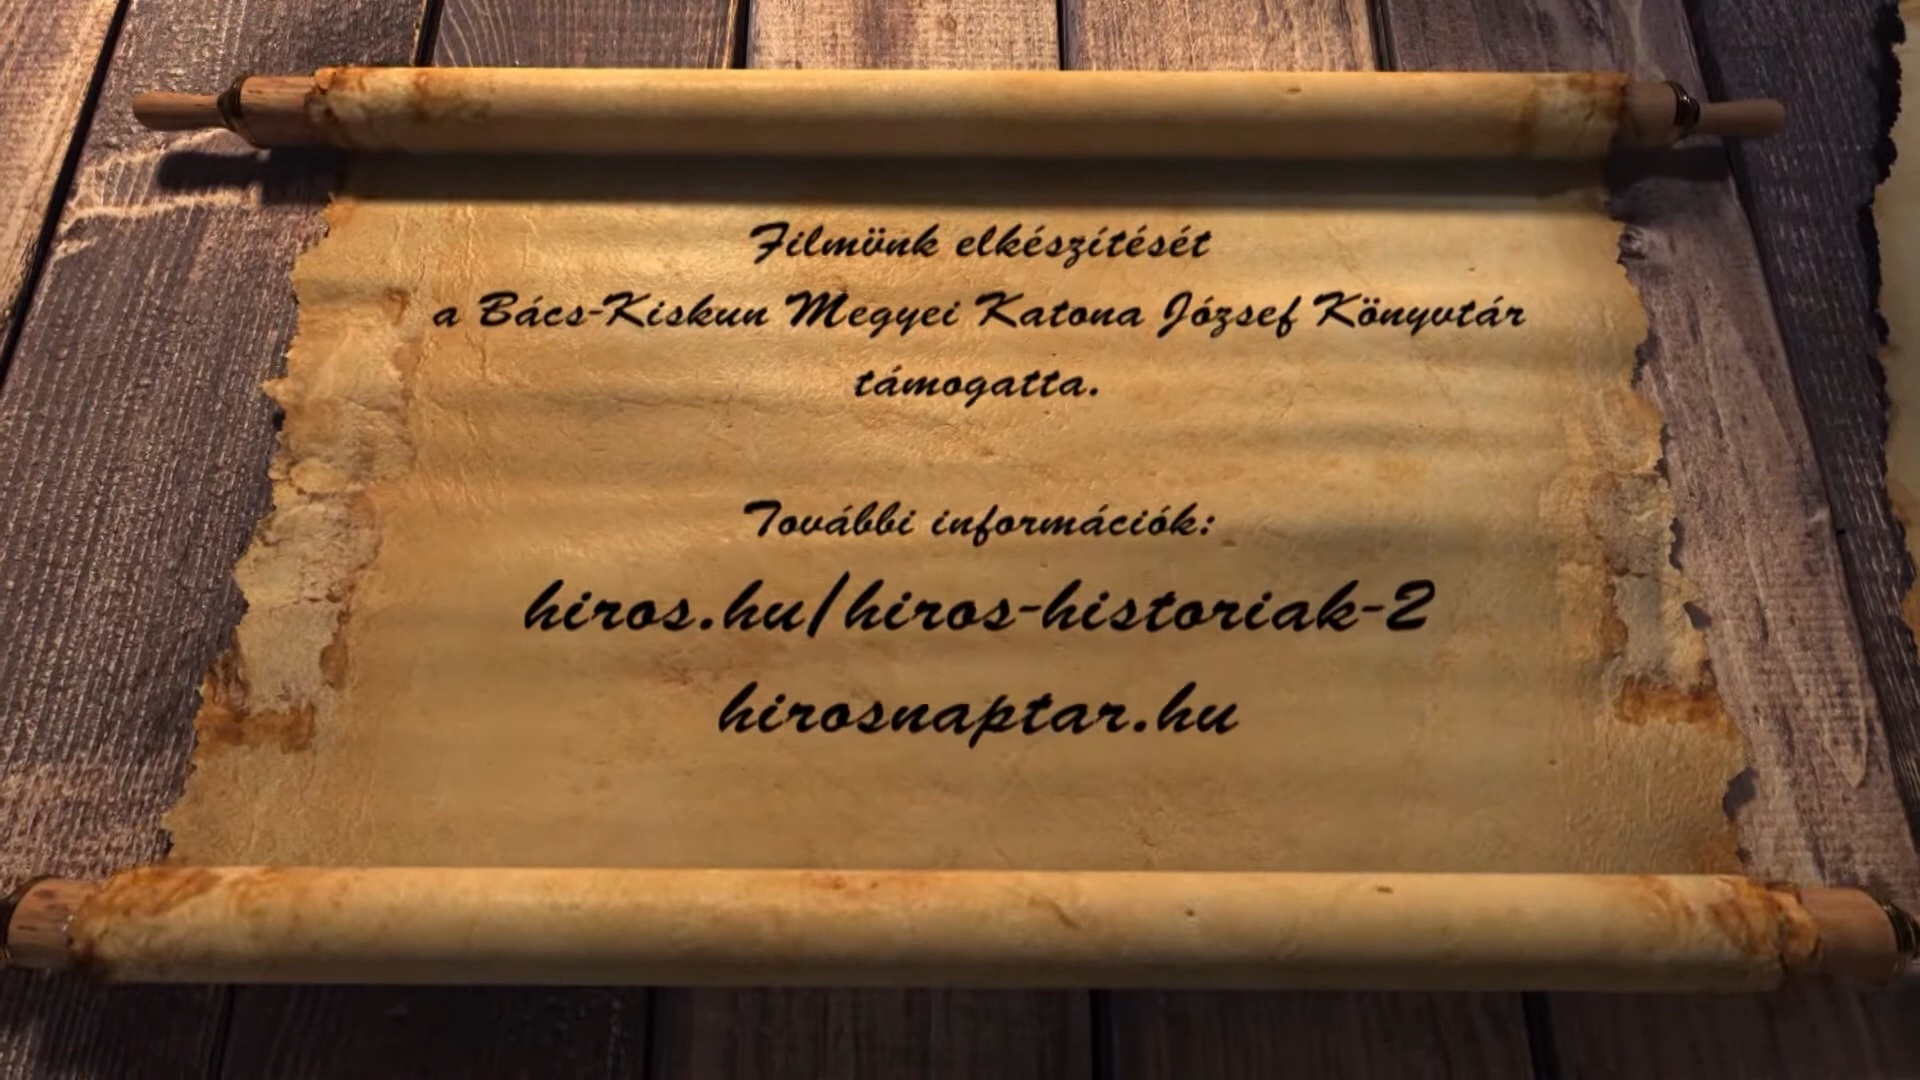 Filmünk elkészítését
a Bács-Kiskun Megyei Katona József Könyvtár
támogatta.
További információk:
hiros.hu/hiros-historiak-2
hirosnaptar.hu